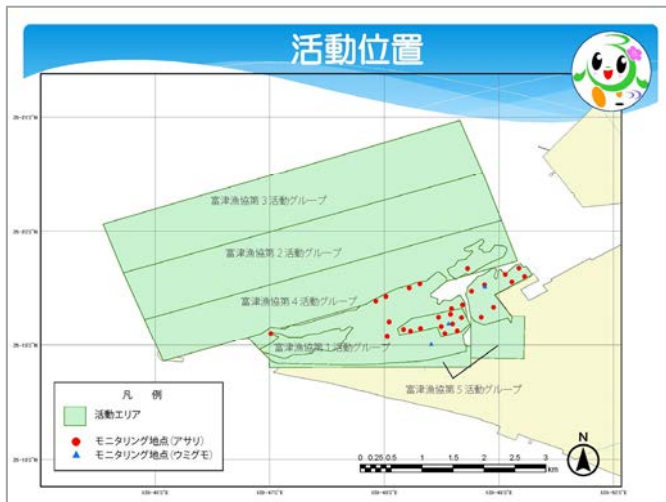 活動位置
富津漁協第3活動グループ
富津漁協第2活動グループ
富津漁協第4活動グループ
富津漁協第1活動グループ
富津漁協第5活動グループ
凡 例
活動エリア
モニタリング地点(アサリ)
モニタリング地点(ウミグモ)
N
0 0.25 0.5 1 1.5 2 2.5 3
km